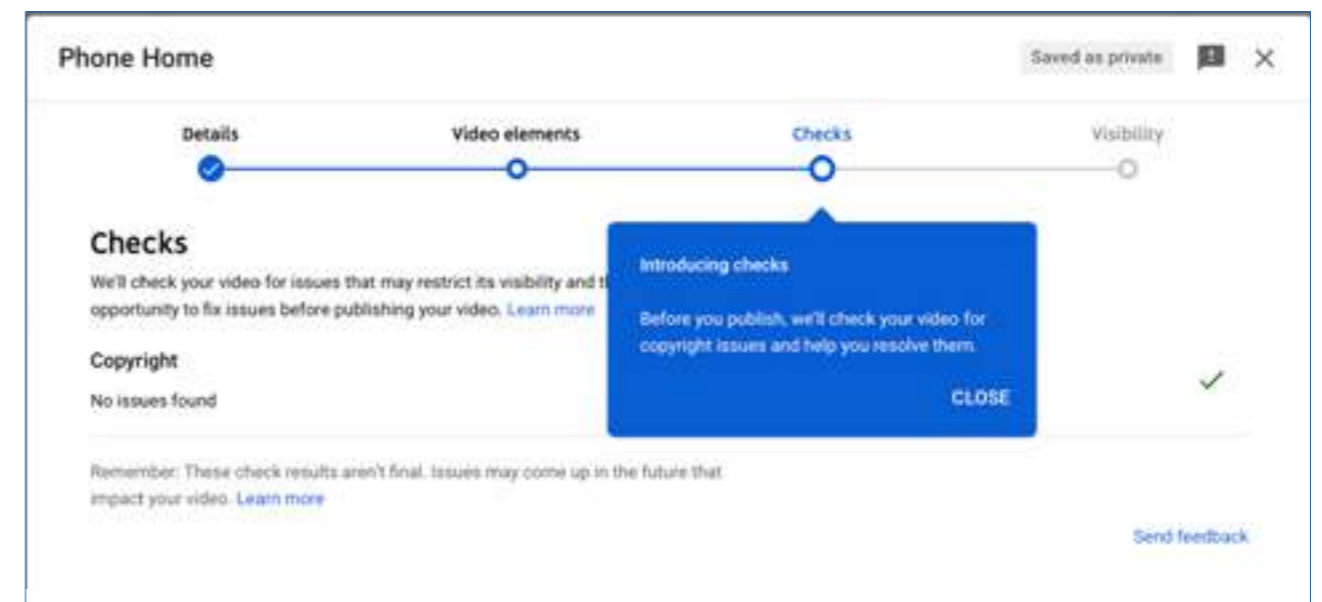 Phone Home
Saved as private
Details
Video elements
Checks
Visibility
Checks
We'll check your video for issues that may restrict its visibility and
opportunity to fix issues before publishing your video. Learn more
Copyright
No issues found
Introducing checks
Before you publish, we'll check your video for
copyright issues and help you resolve them.
CLOSE
Remember: These check results aren't final. Issues may come up in the future that
impact your video. Learn more
Send feedback